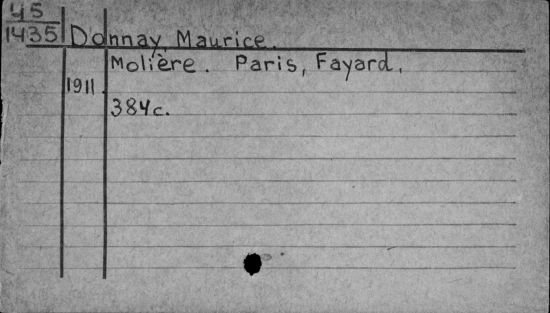 45
1435 Donnay, Maurice.
Molière. Paris, Fayard,
1911.
384c.